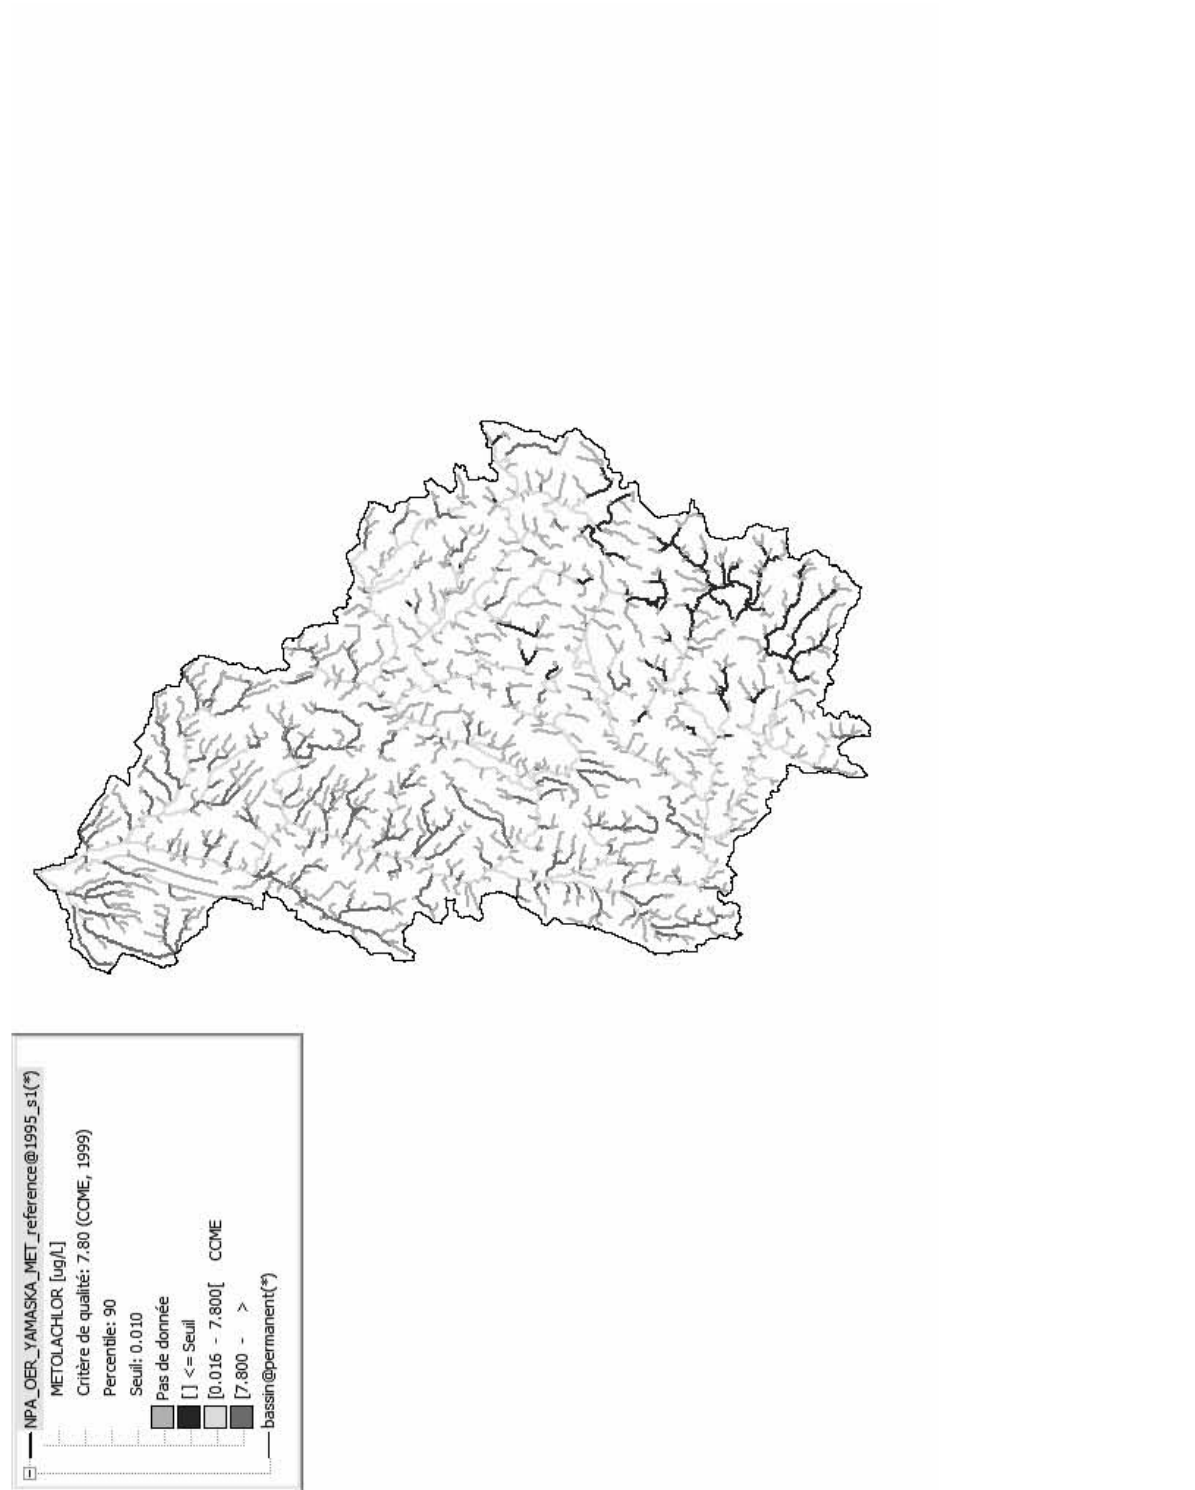 NPA_OER_YAMASKA_MET_reference@1995_s1(*)
METOLACHLOR [ug/L]
Critère de qualité: 7.80 (CCME, 1999)
Percentile: 90
Seuil: 0.010
Pas de donnée
[] <= Seuil
[0.016 - 7.800[ CCME
[7.800 - >
bassin@permanent(*)